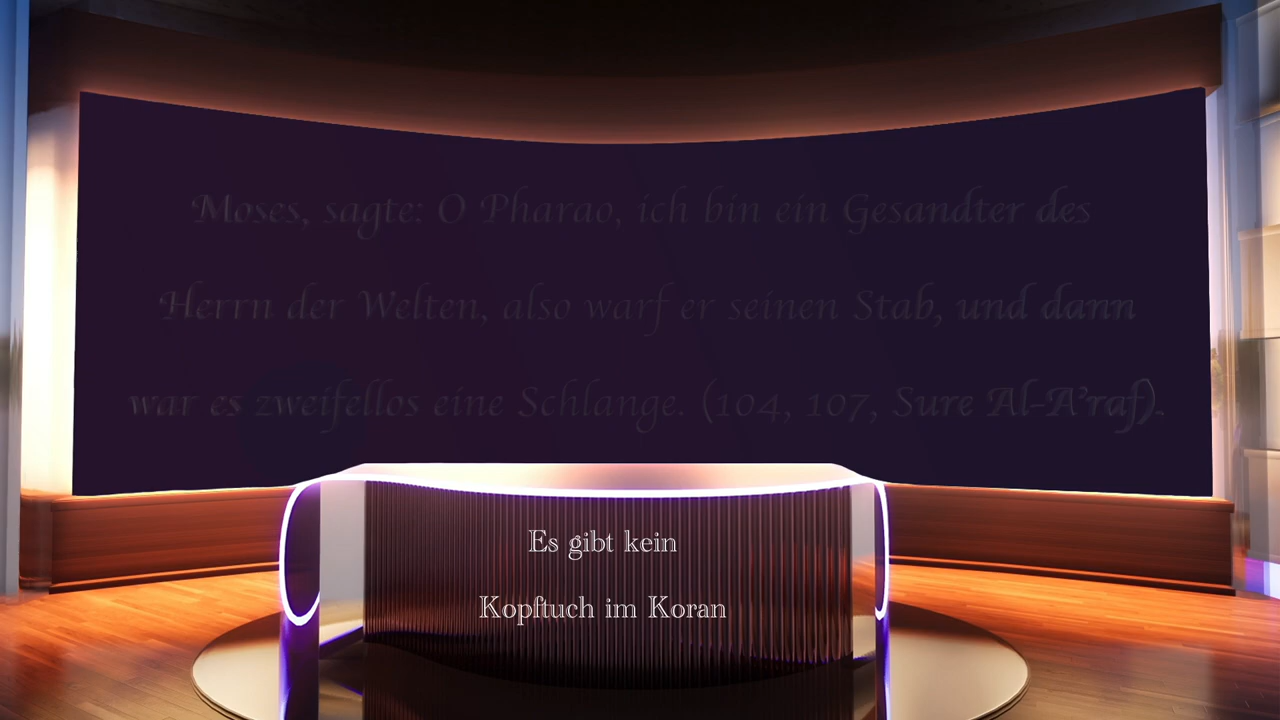 Moses, sagte: O Pharao, ich bin ein Gesandter des
Herrn der Welten, also warf er seinen Stab, und dann
war es zweifellos eine Schlange. (104, 107, Sure Al-A'raf).
Es gibt kein
Kopftuch im Koran